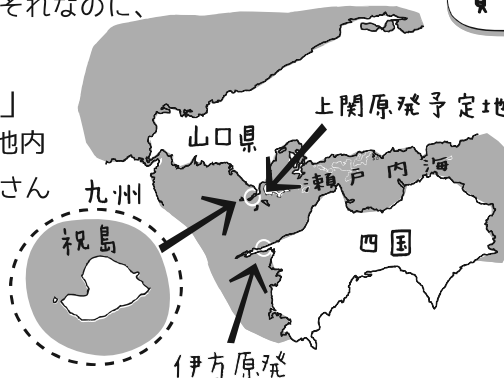 それなのに、
」
地内
さん
上関原発予定地
山口県
瀬戸内海
九州
祝島
四国
伊方原発